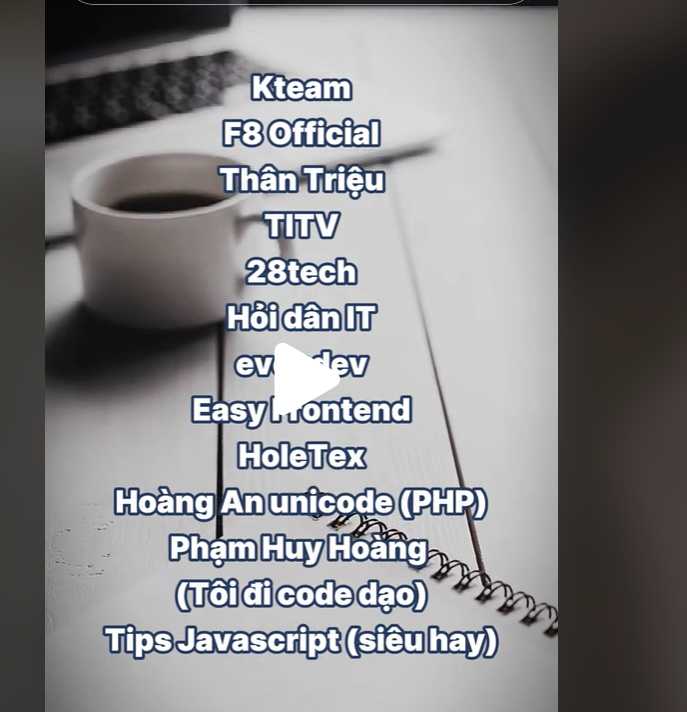 Kteam
F8 Official
Thân Triệu
TITV
28tech
Hỏi dân IT
Easy Frontend
HoleTex
Hoàng An unicode (PHP)
Phạm Huy Hoàng
(Tôi đi code dạo)
Tips Javascript (siêu hay)